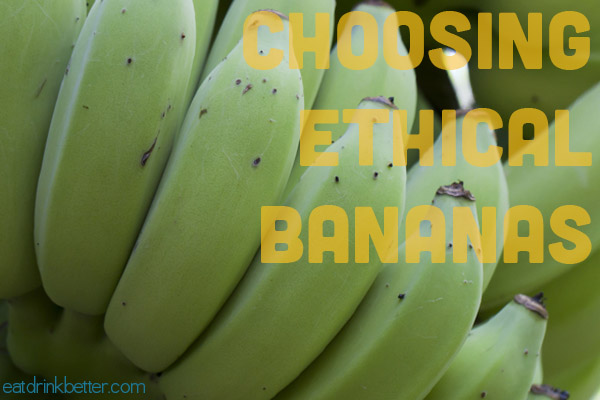 CHOOSING
ETHICAL
BANANAS
eatdrinkbetter.com